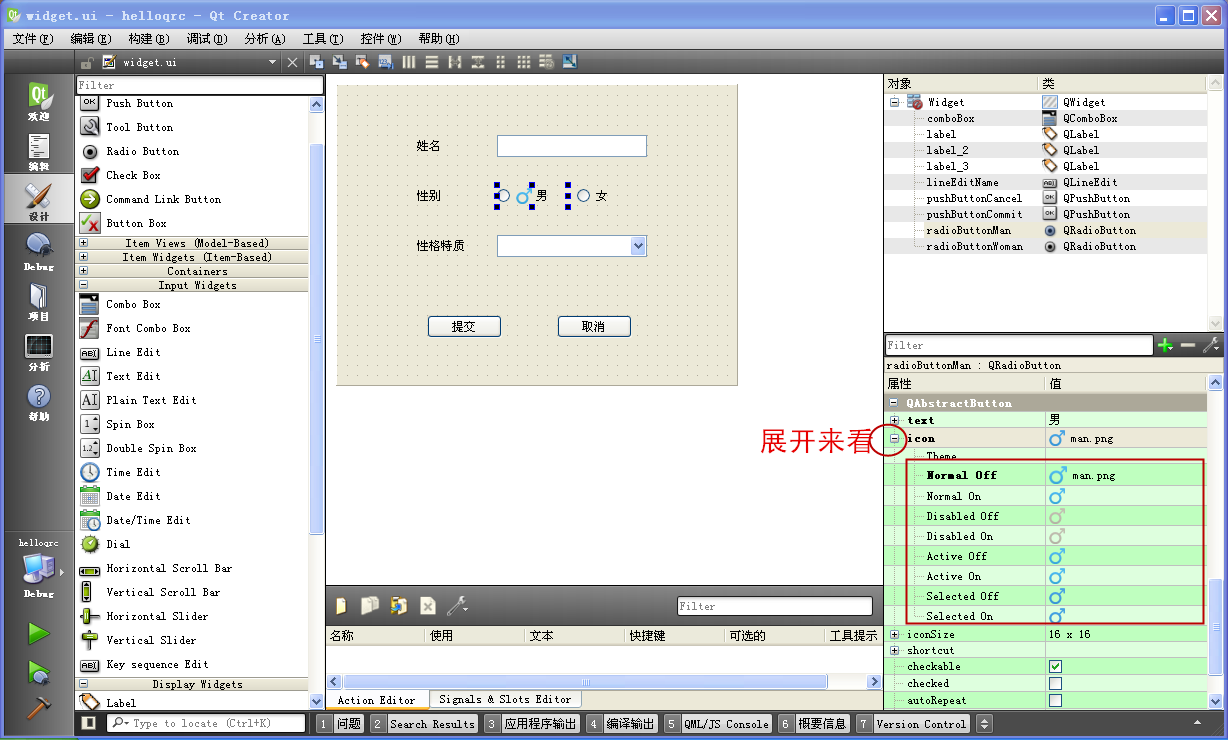 widget.ui - helloqrc - Qt Creator
文件(F) 编辑(E) 构建(B) 调试(D) 分析(A) 工具(T) 控件(W) 帮助(H)
widget.ui
欢迎
编辑
设计
Debug
项目
分析
帮助
helloqrc
Debug
Filter
Push Button
Tool Button
Radio Button
Check Box
Command Link Button
Button Box
Item Views (Model-Based)
Item Widgets (Item-Based)
Containers
Input Widgets
Combo Box
Font Combo Box
Line Edit
Text Edit
Plain Text Edit
Spin Box
Double Spin Box
Time Edit
Date Edit
Date/Time Edit
Dial
Horizontal Scroll Bar
Vertical Scroll Bar
Horizontal Slider
Vertical Slider
Key sequence Edit
Display Widgets
Label
姓名
性别 男 女
性格特质
提交 取消
展开来看
Filter
名称 使用 文本 快捷键 可选的 工具提示
Action Editor Signals & Slots Editor
对象 类
Widget QWidget
comboBox QComboBox
label QLabel
label_2 QLabel
label_3 QLabel
lineEditName QLineEdit
pushButtonCancel QPushButton
pushButtonCommit QPushButton
radioButtonMan QRadioButton
radioButtonWoman QRadioButton
Filter
radioButtonMan : QRadioButton
属性 值
QAbstractButton
text 男
icon man.png
Theme
Normal Off man.png
Normal On
Disabled Off
Disabled On
Active Off
Active On
Selected Off
Selected On
iconSize 16 x 16
shortcut
checkable
checked
autoRepeat
Type to locate (Ctrl+K) 1 问题 2 Search Results 3 应用程序输出 4 编译输出 5 QML/JS Console 6 概要信息 7 Version Control